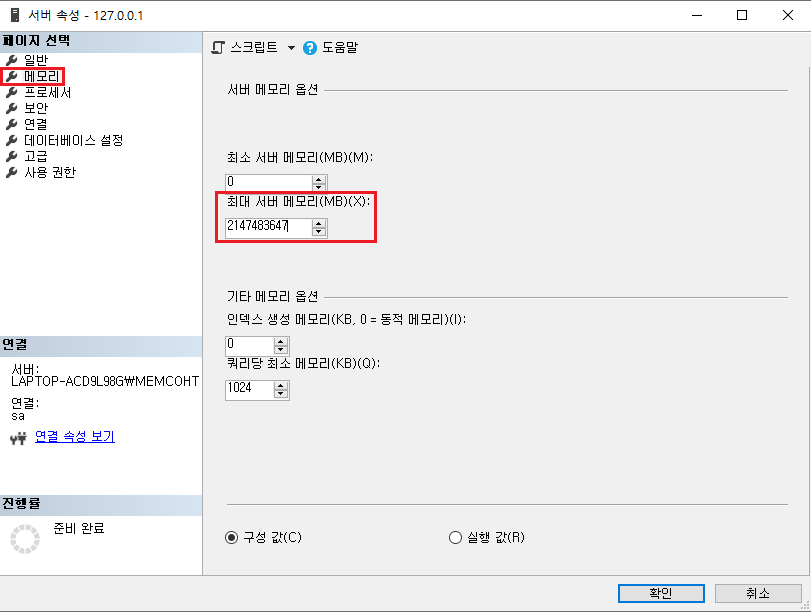 서버 속성 - 127.0.0.1
페이지 선택
일반
메모리
프로세서
보안
연결
데이터베이스 설정
고급
사용 권한
연결
서버:
LAPTOP-ACD9L98G₩MEMCOHT
연결:
sa
연결 속성 보기
진행률
준비 완료
스크립트
도움말
서버 메모리 옵션
최소 서버 메모리(MB)(M):
0
최대 서버 메모리(MB)(X):
2147483647
기타 메모리 옵션
인덱스 생성 메모리(KB, 0 = 동적 메모리)(I):
0
쿼리당 최소 메모리(KB)(Q):
1024
구성 값(C)
실행 값(R)
확인
취소